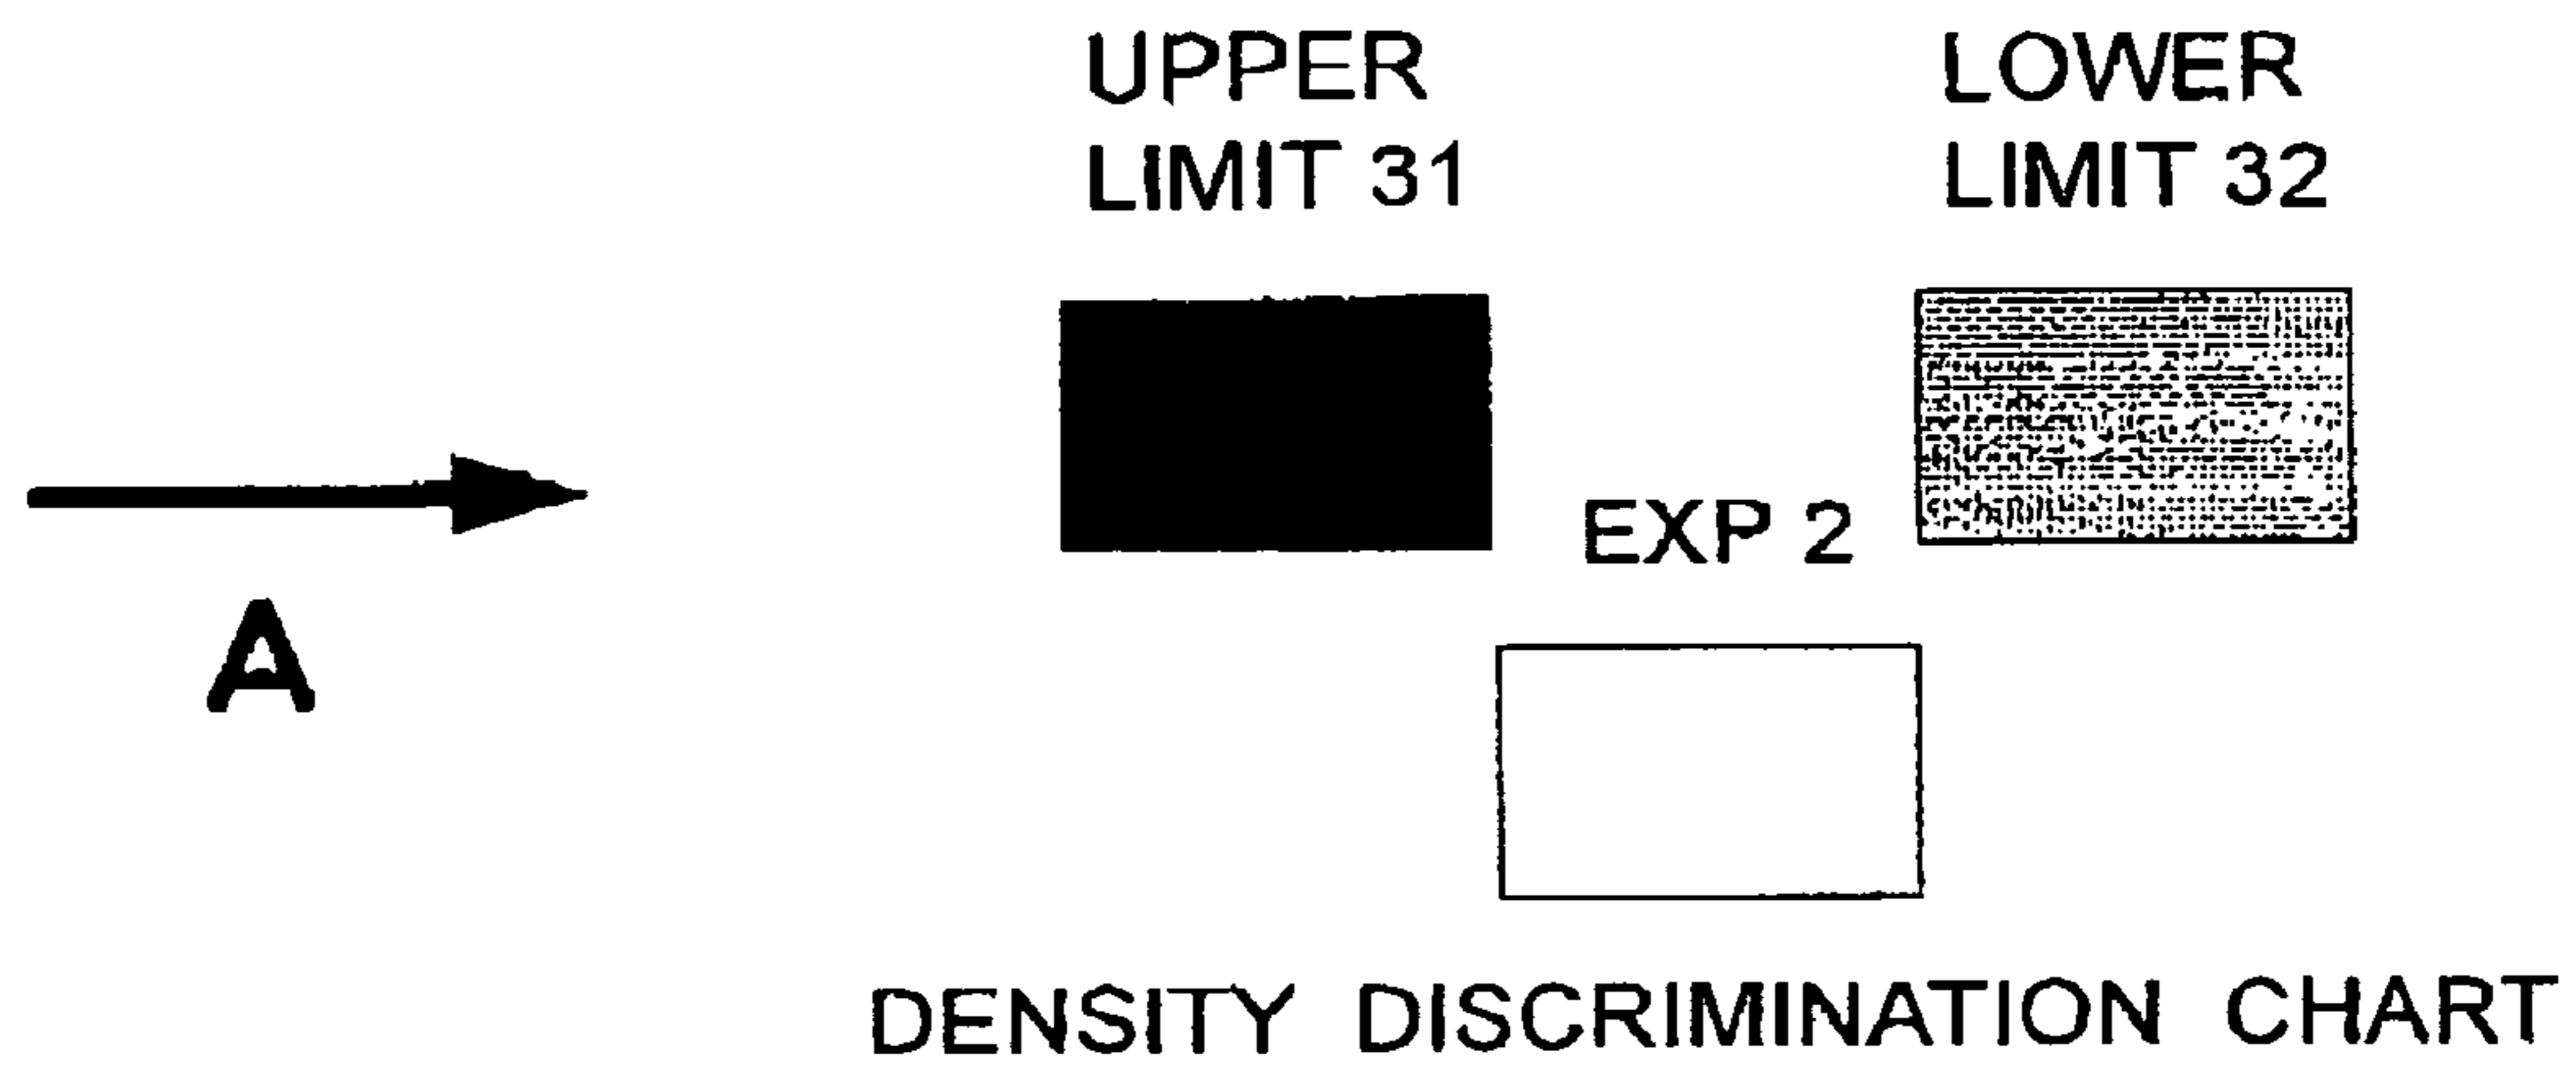 UPPER
LIMIT 31
LOWER
LIMIT 32
EXP 2
A
DENSITY DISCRIMINATION CHART